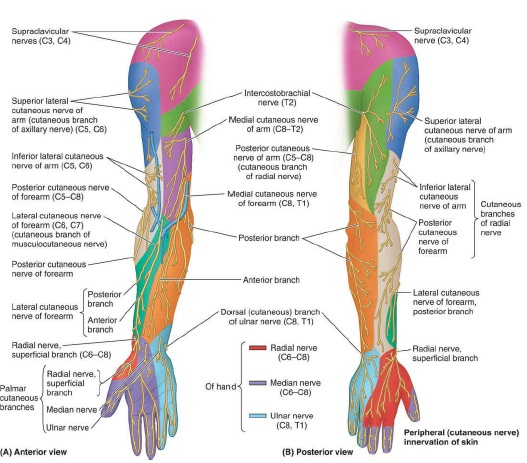 Supraclavicular
nerves (C3, C4)
Superior lateral
cutaneous nerve of
arm (cutaneous branch
of axillary nerve) (C5, C6)
Inferior lateral cutaneous
nerve of arm (C5, C6)
Posterior cutaneous nerve
of forearm (C5–C8)
Lateral cutaneous nerve
of forearm (C6, C7)
(cutaneous branch of
musculocutaneous nerve)
Posterior cutaneous
nerve of forearm
Lateral cutaneous
nerve of forearm
Posterior
branch
Anterior
branch
Radial nerve,
superficial branch (C6–C8)
Palmar
cutaneous
branches
Radial nerve,
superficial
branch
Median nerve
Ulnar nerve
(A) Anterior view
Intercostobrachial
nerve (T2)
Medial cutaneous nerve
of arm (C8–T2)
Posterior cutaneous
nerve of arm (C5–C8)
(cutaneous branch
of radial nerve)
Medial cutaneous nerve
of forearm (C8, T1)
Posterior branch
Anterior branch
Dorsal (cutaneous) branch
of ulnar nerve (C8, T1)
Of hand
Radial nerve
(C6–C8)
Median nerve
(C6–C8)
Ulnar nerve
(C8, T1)
(B) Posterior view
Supraclavicular
nerve (C3, C4)
Superior lateral
cutaneous nerve of arm
(cutaneous branch
of axillary nerve)
Inferior lateral
cutaneous nerve
of arm
Posterior
cutaneous
nerve of
forearm
Cutaneous
branches
of radial
nerve
Lateral cutaneous
nerve of forearm,
posterior branch
Radial nerve,
superficial branch
Peripheral (cutaneous nerve)
innervation of skin